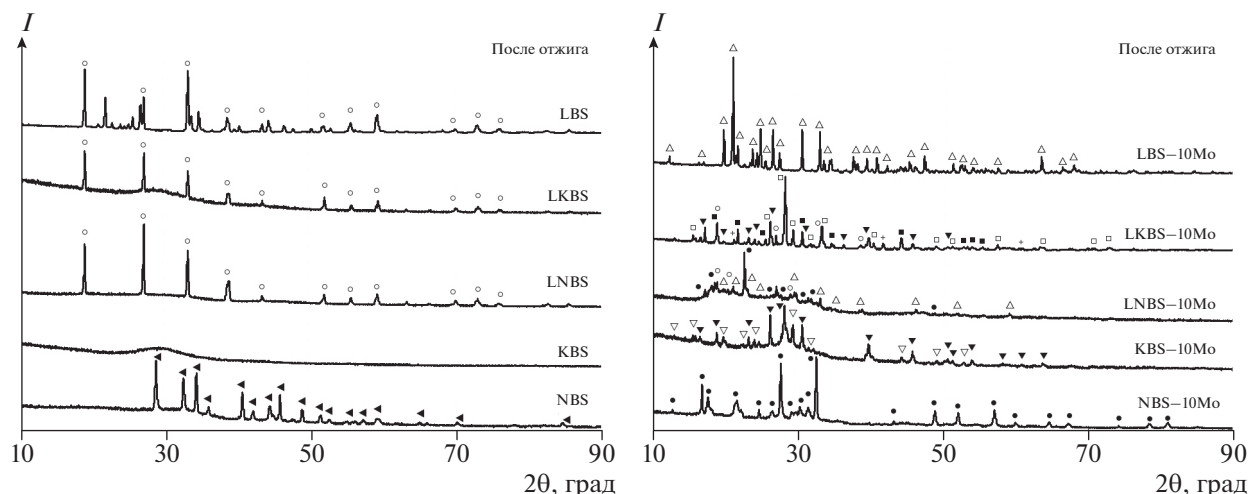 I
После отжига
LBS
LKBS
LNBS
KBS
NBS
10
30
50
70
90
2θ, град
I
После отжига
LBS–10Mo
LKBS–10Mo
LNBS–10Mo
KBS–10Mo
NBS–10Mo
10
30
50
70
90
2θ, град